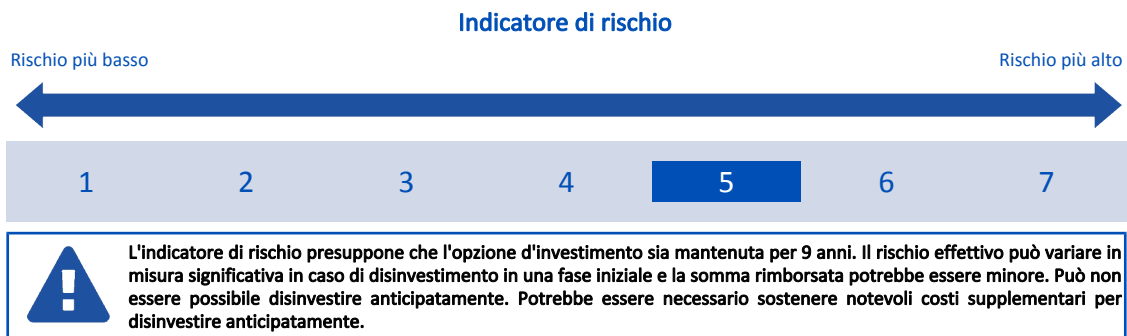 Indicatore di rischio
Rischio più basso Rischio più alto
1 2 3 4 5 6 7
L'indicatore di rischio presuppone che l'opzione d'investimento sia mantenuta per 9 anni. Il rischio effettivo può variare in
misura significativa in caso di disinvestimento in una fase iniziale e la somma rimborsata potrebbe essere minore. Può non
essere possibile disinvestire anticipatamente. Potrebbe essere necessario sostenere notevoli costi supplementari per
disinvestire anticipatamente.